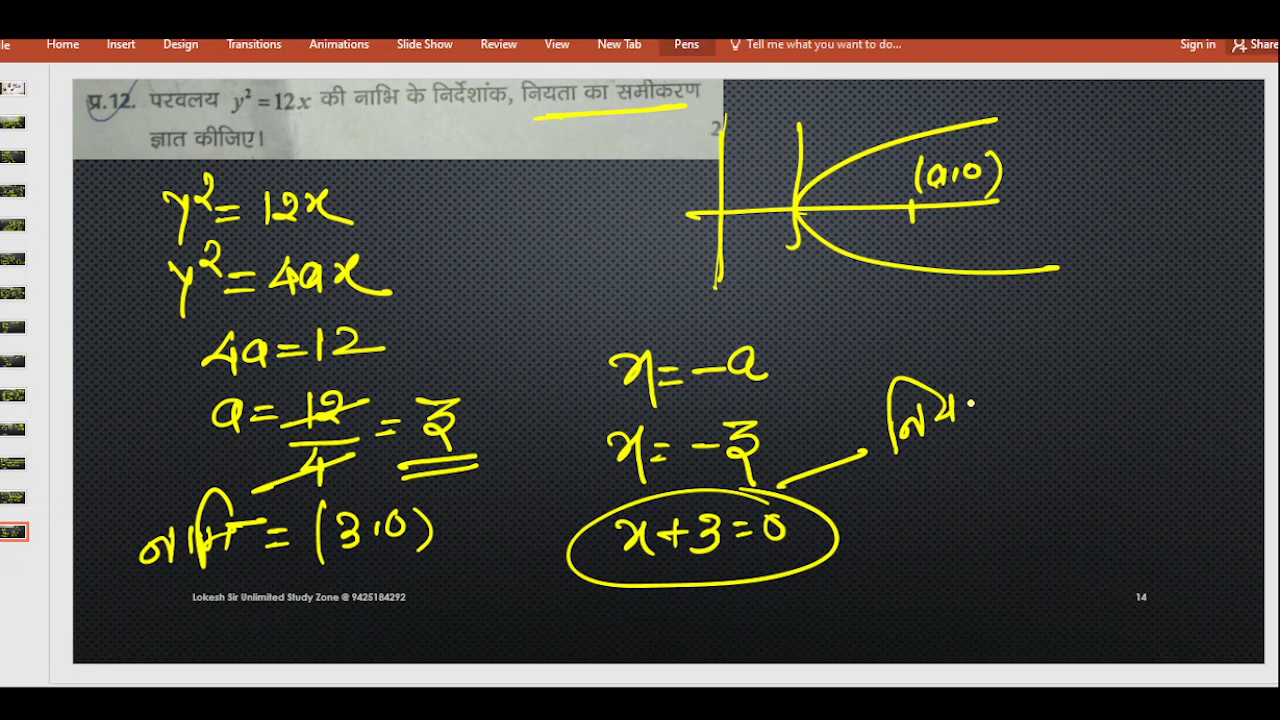 Home Insert Design Transitions Animations Slide Show Review View New Tab Pens Tell me what you want to do... Sign in Share
प्र.12. परवलय y² = 12x की नाभि के निर्देशांक, नियता का समीकरण
ज्ञात कीजिए। 2
(a,0)
y² = 12x
y² = 4ax
4a = 12
a = 12/4 = 3
नाभि = (3,0)
x = -a
x = -3
x + 3 = 0
निय
Lokesh Sir Unlimited Study Zone @ 9425184292
14